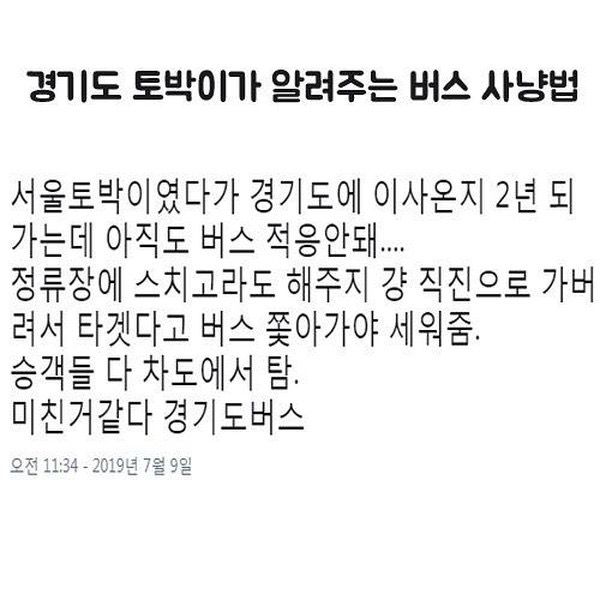 경기도 토박이가 알려주는 버스 사냥법
서울토박이였다가 경기도에 이사온지 2년 되
가는데 아직도 버스 적응안돼....
정류장에 스치고라도 해주지 걍 직진으로 가버
려서 타겟다고 버스 쫓아가야 세워줌.
승객들 다 차도에서 탐.
미친거같다 경기도버스
오전 11:34 - 2019년 7월 9일